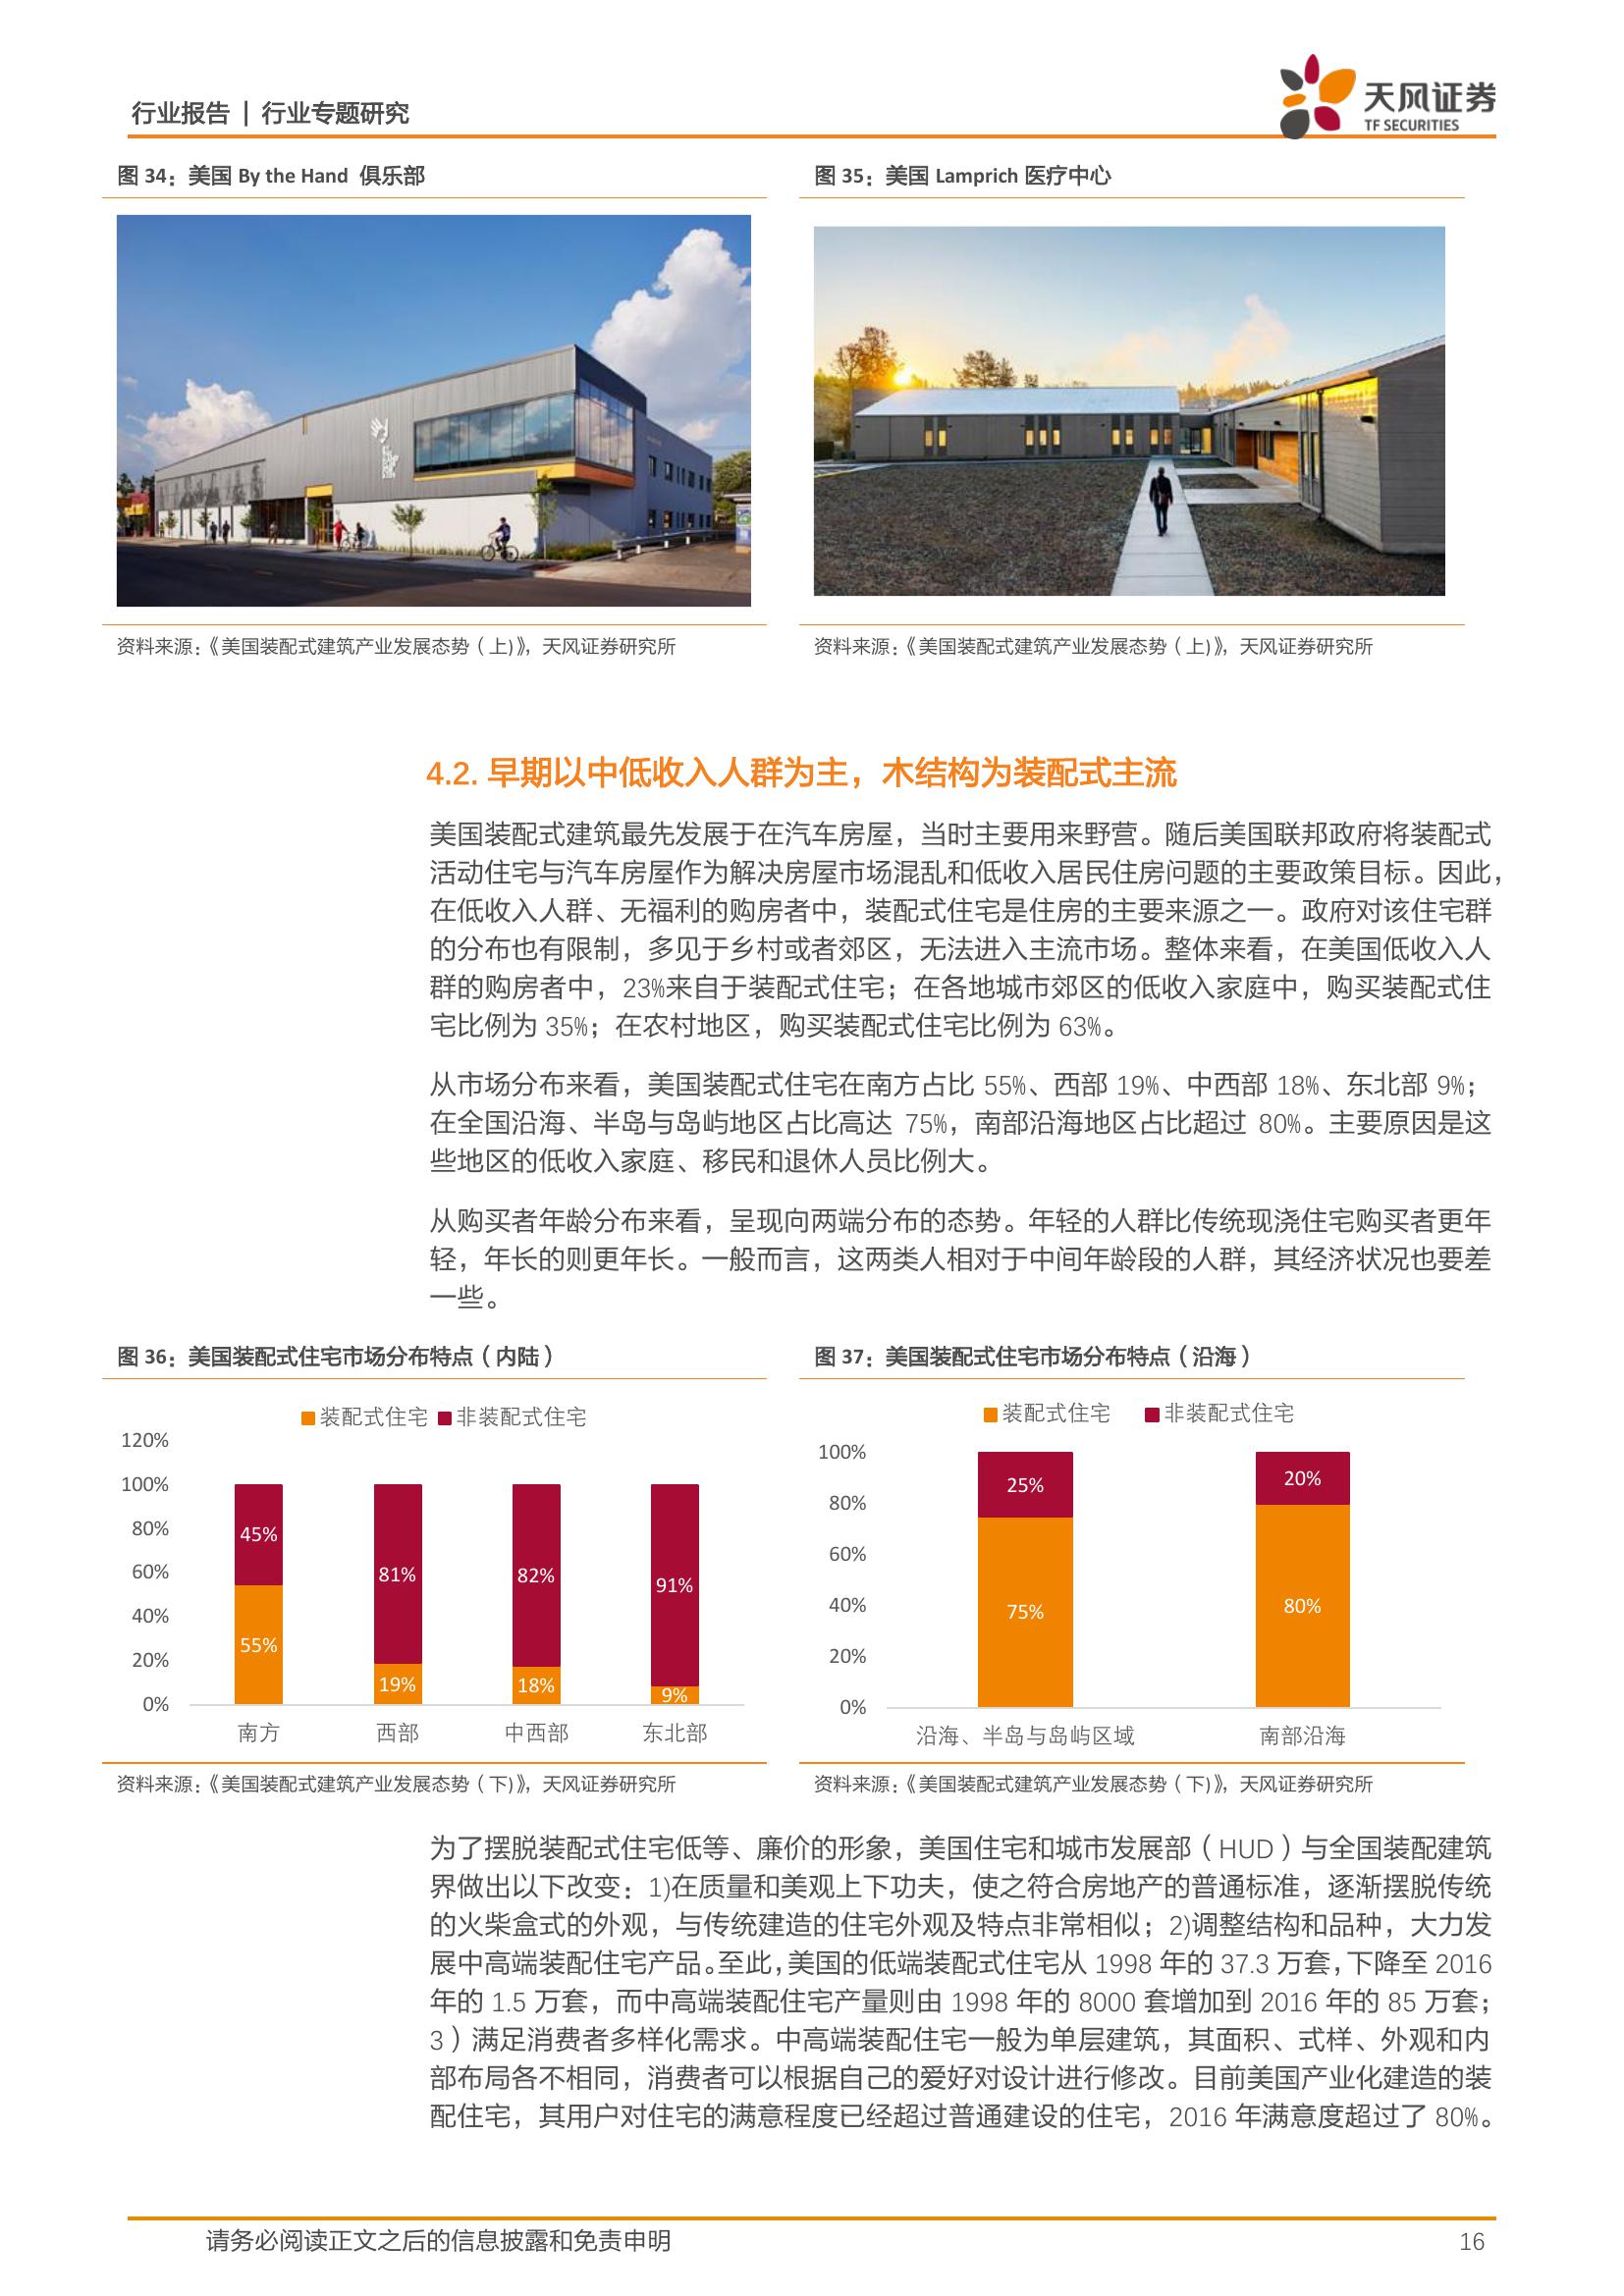 行业报告 | 行业专题研究
天风证券
TF SECURITIES
图 34：美国 By the Hand 俱乐部
图 35：美国 Lamprich 医疗中心
资料来源：《美国装配式建筑产业发展态势（上)》，天风证券研究所
资料来源：《美国装配式建筑产业发展态势（上)》，天风证券研究所
4.2. 早期以中低收入人群为主，木结构为装配式主流
美国装配式建筑最先发展于在汽车房屋，当时主要用来野营。随后美国联邦政府将装配式
活动住宅与汽车房屋作为解决房屋市场混乱和低收入居民住房问题的主要政策目标。因此，
在低收入人群、无福利的购房者中，装配式住宅是住房的主要来源之一。政府对该住宅群
的分布也有限制，多见于乡村或者郊区，无法进入主流市场。整体来看，在美国低收入人
群的购房者中，23%来自于装配式住宅；在各地城市郊区的低收入家庭中，购买装配式住
宅比例为 35%；在农村地区，购买装配式住宅比例为 63%。
从市场分布来看，美国装配式住宅在南方占比 55%、西部 19%、中西部 18%、东北部 9%；
在全国沿海、半岛与岛屿地区占比高达 75%，南部沿海地区占比超过 80%。主要原因是这
些地区的低收入家庭、移民和退休人员比例大。
从购买者年龄分布来看，呈现向两端分布的态势。年轻的人群比传统现浇住宅购买者更年
轻，年长的则更年长。一般而言，这两类人相对于中间年龄段的人群，其经济状况也要差
一些。
图 36：美国装配式住宅市场分布特点（内陆）
装配式住宅 非装配式住宅
120%
100%
80%
60%
40%
20%
0%
45%
55%
81%
19%
82%
18%
91%
9%
南方 西部 中西部 东北部
资料来源：《美国装配式建筑产业发展态势（下)》，天风证券研究所
图 37：美国装配式住宅市场分布特点（沿海）
装配式住宅 非装配式住宅
100%
80%
60%
40%
20%
0%
25%
75%
20%
80%
沿海、半岛与岛屿区域 南部沿海
资料来源：《美国装配式建筑产业发展态势（下)》，天风证券研究所
为了摆脱装配式住宅低等、廉价的形象，美国住宅和城市发展部（HUD）与全国装配建筑
界做出以下改变：1)在质量和美观上下功夫，使之符合房地产的普通标准，逐渐摆脱传统
的火柴盒式的外观，与传统建造的住宅外观及特点非常相似；2)调整结构和品种，大力发
展中高端装配住宅产品。至此，美国的低端装配式住宅从 1998 年的 37.3 万套，下降至 2016
年的 1.5 万套，而中高端装配住宅产量则由 1998 年的 8000 套增加到 2016 年的 85 万套；
3）满足消费者多样化需求。中高端装配住宅一般为单层建筑，其面积、式样、外观和内
部布局各不相同，消费者可以根据自己的爱好对设计进行修改。目前美国产业化建造的装
配住宅，其用户对住宅的满意程度已经超过普通建设的住宅，2016 年满意度超过了 80%。
请务必阅读正文之后的信息披露和免责申明
16